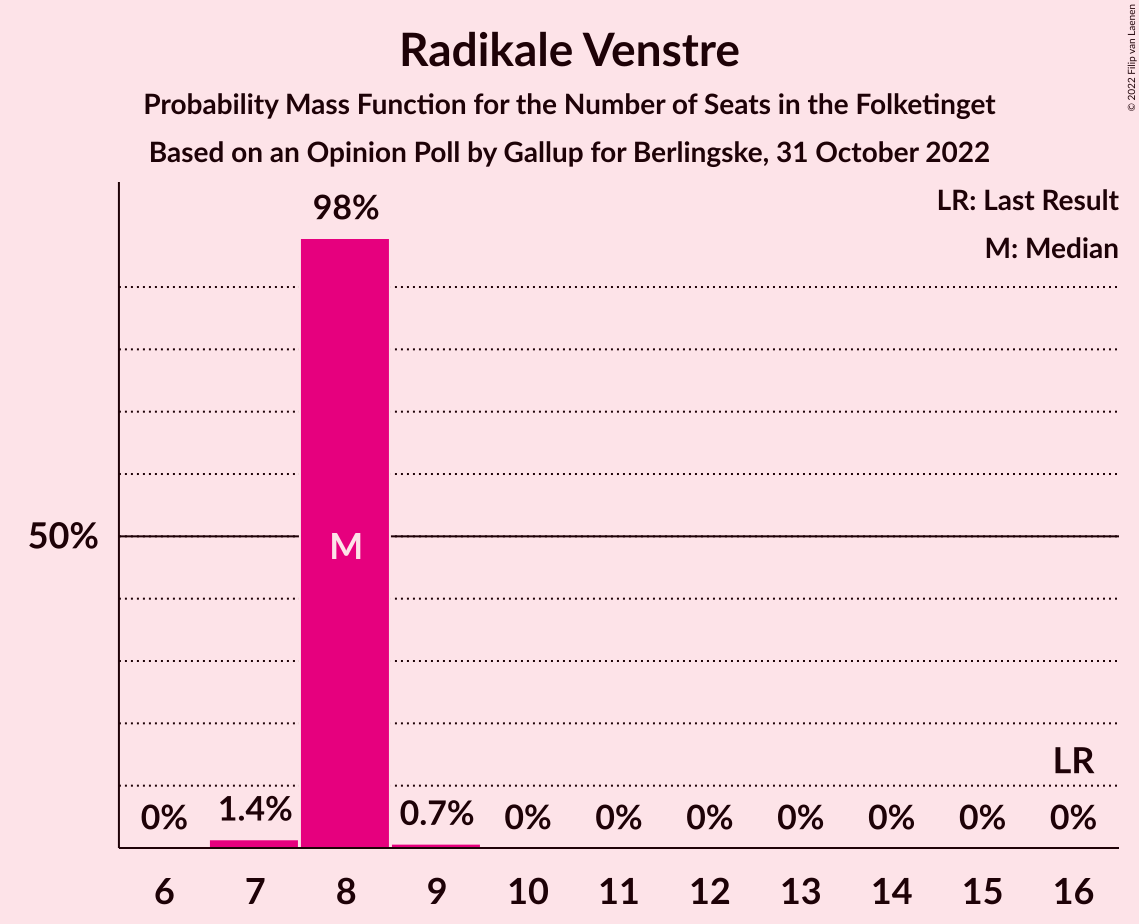 Radikale Venstre
Probability Mass Function for the Number of Seats in the Folketinget
Based on an Opinion Poll by Gallup for Berlingske, 31 October 2022
© 2022 Filip van Laenen
LR: Last Result
M: Median
98%
50%
M
LR
0%
1.4%
0.7%
0%
0%
0%
0%
0%
0%
0%
6
7
8
9
10
11
12
13
14
15
16